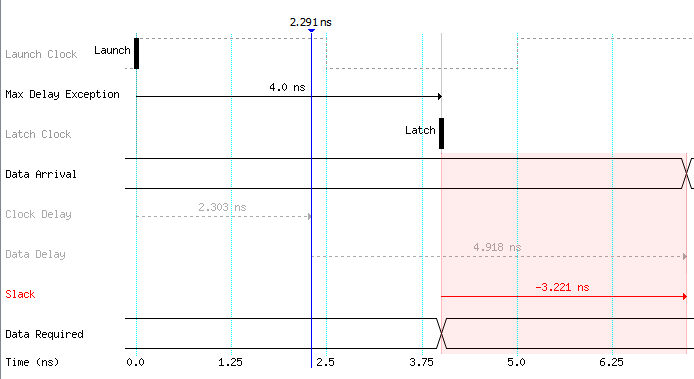 2.291 ns
Launch Clock
Launch
Max Delay Exception
4.0 ns
Latch Clock
Latch
Data Arrival
Clock Delay
2.303 ns
Data Delay
4.918 ns
Slack
-3.221 ns
Data Required
Time (ns)
0.0
1.25
2.5
3.75
5.0
6.25